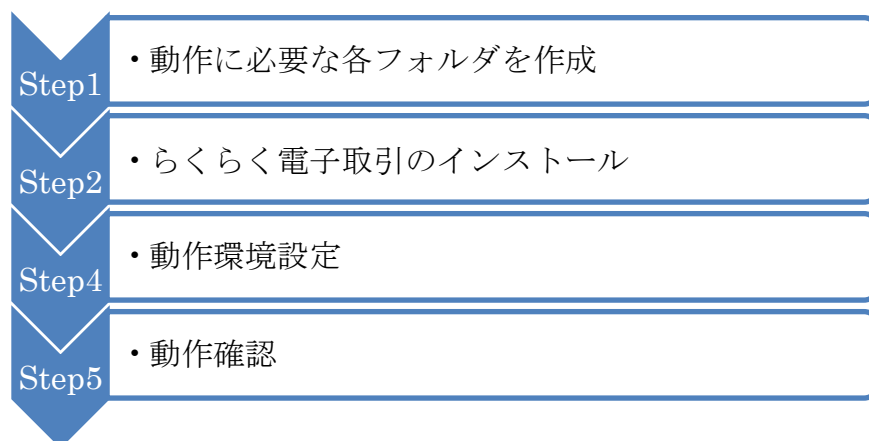 Step1
・動作に必要な各フォルダを作成
Step2
・らくらく電子取引のインストール
Step4
・動作環境設定
Step5
・動作確認